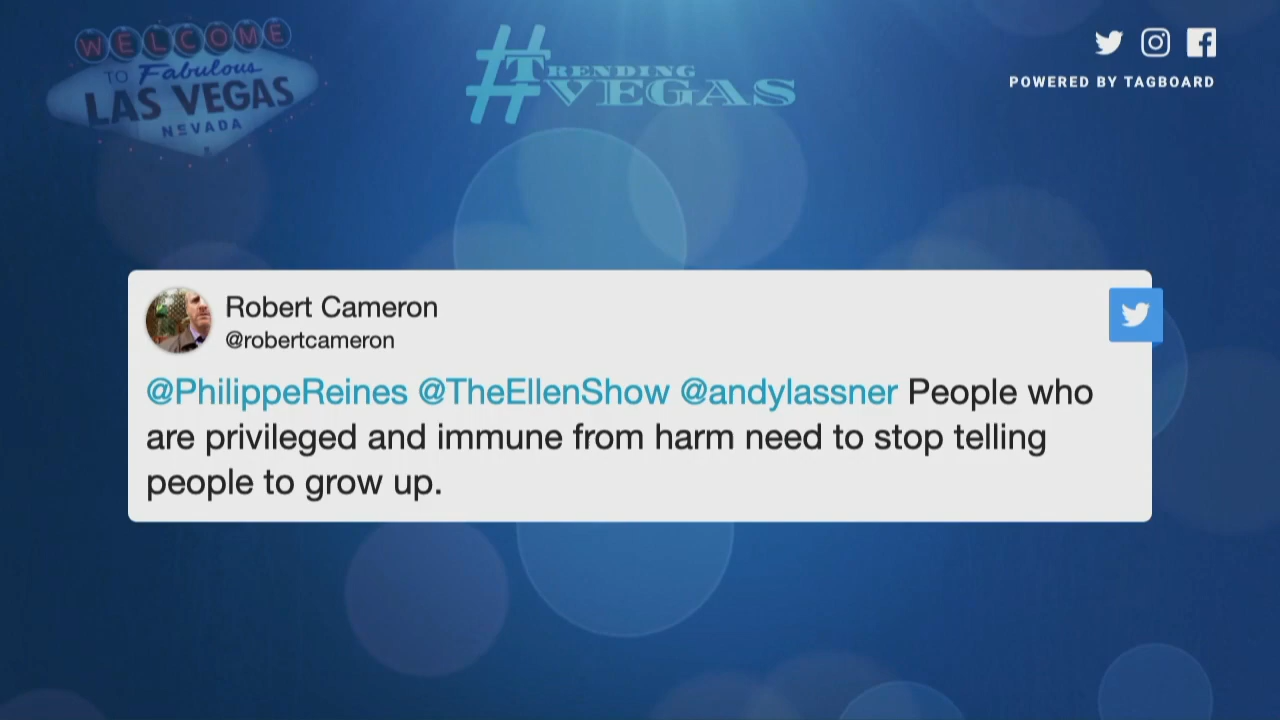 WELCOME
TO Fabulous
LAS VEGAS
NEVADA
#TRENDING
VEGAS
POWERED BY TAGBOARD
Robert Cameron
@robertcameron
@PhilippeReines @TheEllenShow @andylassner People who
are privileged and immune from harm need to stop telling
people to grow up.